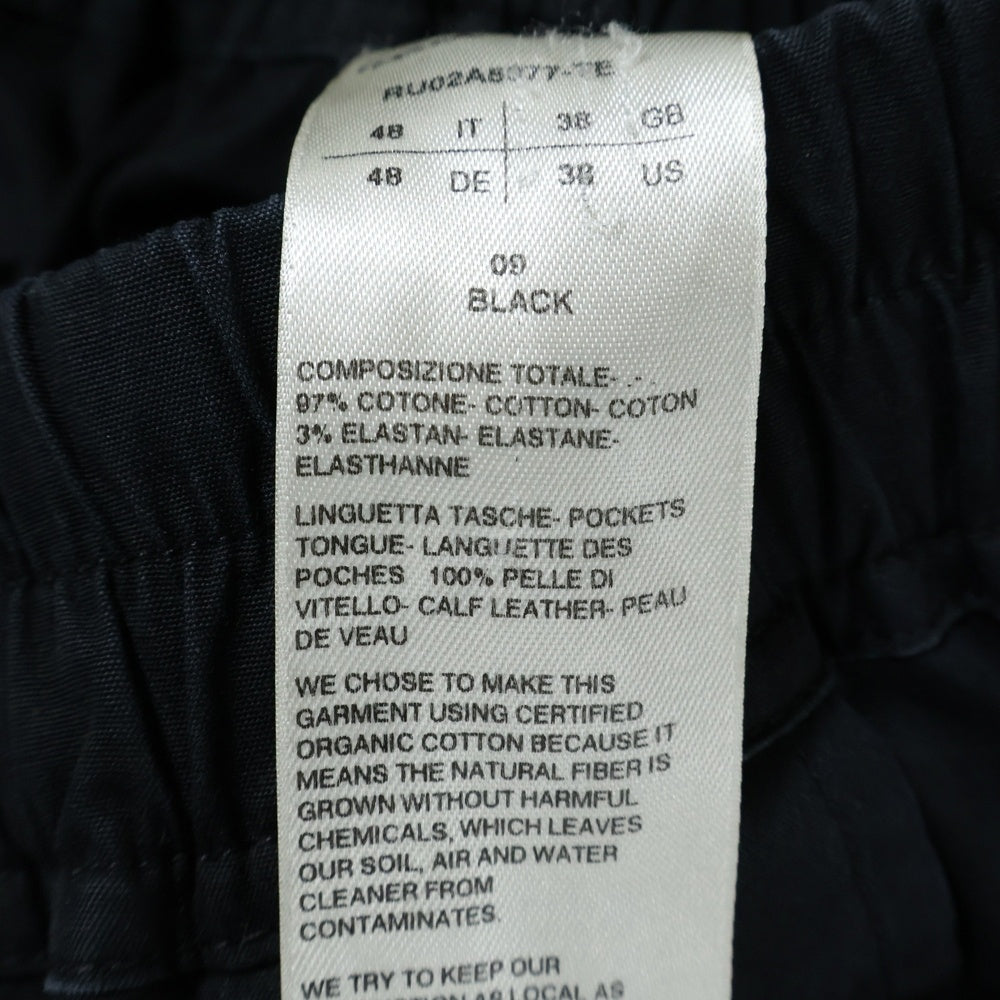 48 IT 38 GB
48 DE 38 US
09
BLACK
COMPOSIZIONE TOTALE- .-.
97% COTONE- COTTON- COTON
3% ELASTAN- ELASTANE-
ELASTHANNE
LINGUETTA TASCHE- POCKETS
TONGUE- LANGUETTE DES
POCHES 100% PELLE DI
VITELLO- CALF LEATHER- PEAU
DE VEAU
WE CHOSE TO MAKE THIS
GARMENT USING CERTIFIED
ORGANIC COTTON BECAUSE IT
MEANS THE NATURAL FIBER IS
GROWN WITHOUT HARMFUL
CHEMICALS, WHICH LEAVES
OUR SOIL, AIR AND WATER
CLEANER FROM
CONTAMINATES.
WE TRY TO KEEP OUR
AS LOCAL AS